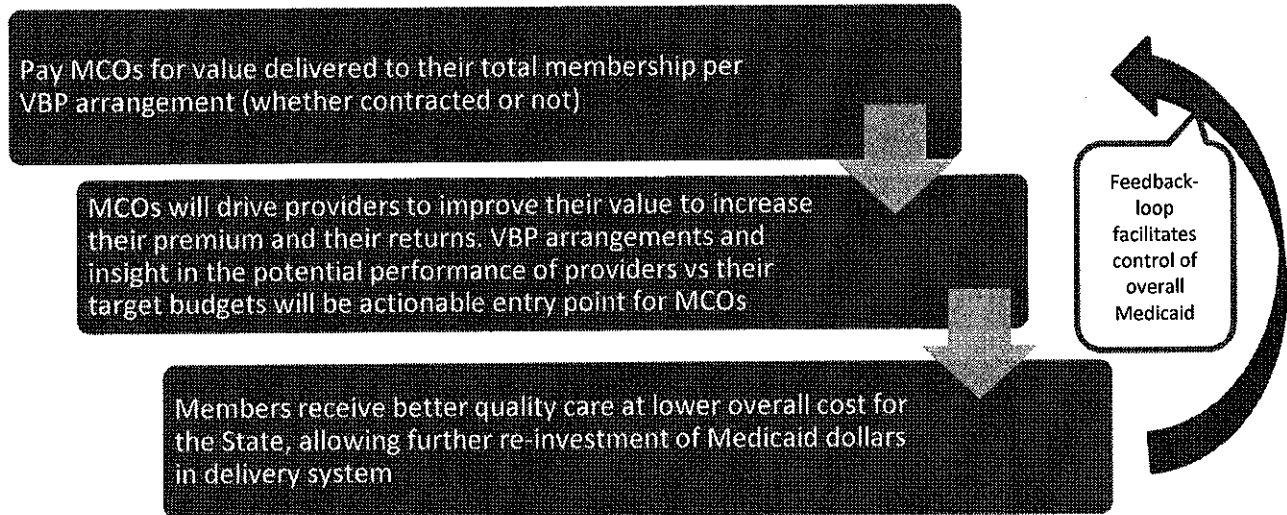 Pay MCOs for value delivered to their total membership per
VBP arrangement (whether contracted or not)
MCOs will drive providers to improve their value to increase
their premium and their returns. VBP arrangements and
insight in the potential performance of providers vs their
target budgets will be actionable entry point for MCOs
Members receive better quality care at lower overall cost for
the State, allowing further re-investment of Medicaid dollars
in delivery system
Feedback-
loop
facilitates
control of
overall
Medicaid